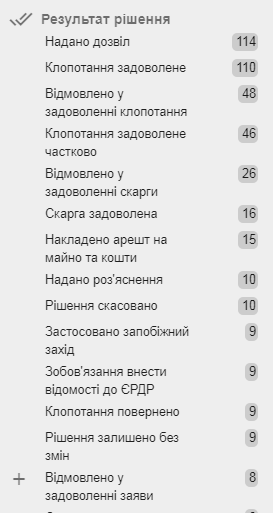 Результат рішення
Надано дозвіл 114
Клопотання задоволене 110
Відмовлено у 48
задоволенні клопотання
Клопотання задоволене 46
частково
Відмовлено у 26
задоволенні скарги
Скарга задоволена 16
Накладено арешт на 15
майно та кошти
Надано роз'яснення 10
Рішення скасовано 10
Застосовано запобіжний 9
захід
Зобов'язання внести 9
відомості до ЄРДР
Клопотання повернено 9
Рішення залишено без 9
змін
Відмовлено у 8
задоволенні заяви